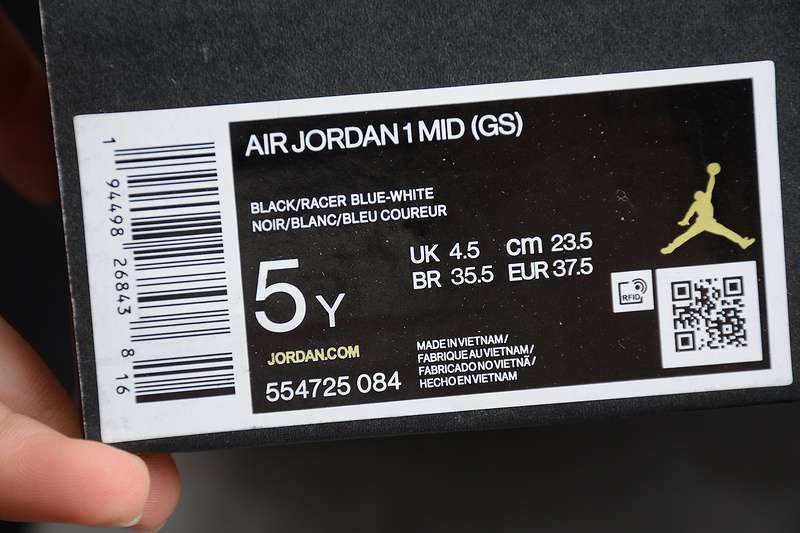 AIR JORDAN 1 MID (GS)
BLACK/RACER BLUE-WHITE
NOIR/BLANC/BLEU COUREUR
5Y
UK 4.5 cm 23.5
BR 35.5 EUR 37.5
RFID
JORDAN.COM
554725 084
MADE IN VIETNAM/
FABRIQUE AU VIETNAM/
FABRICADO NO VIETNÃ/
HECHO EN VIETNAM
1 94498 26843 8 16